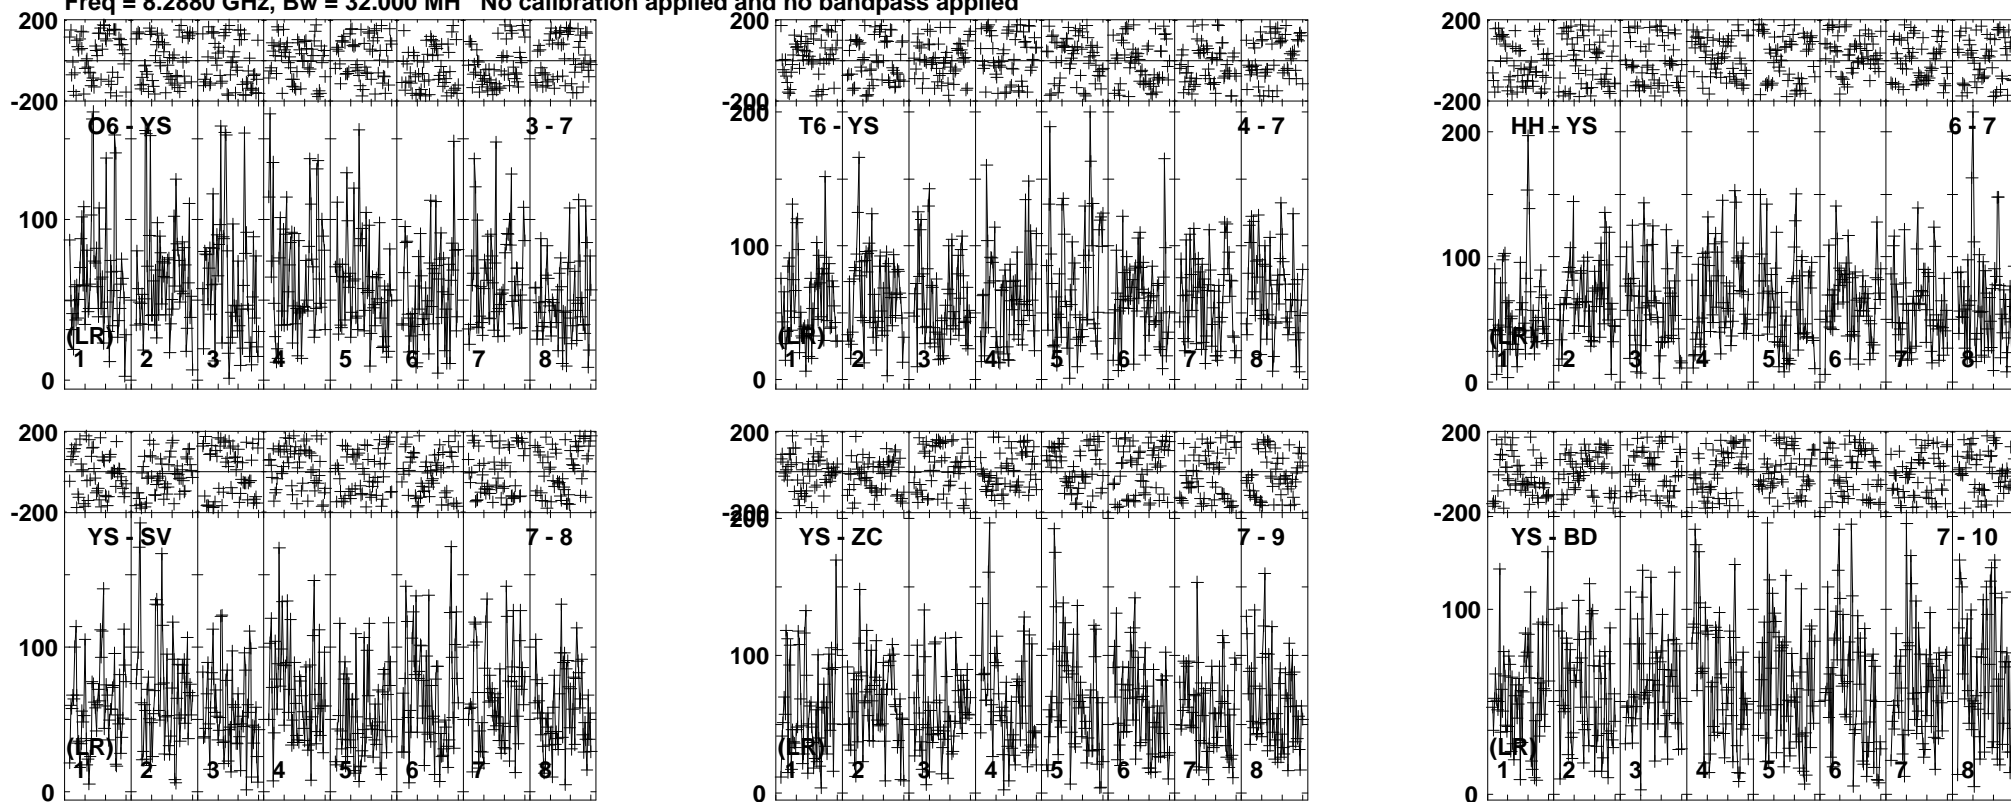 Freq = 8.2880 GHz, Bw = 32.000 MH No calibration applied and no bandpass applied
200
-200
O6 - YS 3 - 7
100
(LR)
1 2 3 4 5 6 7 8
0
200
-200
200
T6 - YS 4 - 7
100
(LR)
1 2 3 4 5 6 7 8
0
200
-200
200
HH - YS 6 - 7
100
(LR)
1 2 3 4 5 6 7 8
0
200
-200
YS - SV 7 - 8
100
(LR)
1 2 3 4 5 6 7 8
0
200
-200
200
YS - ZC 7 - 9
100
(LR)
1 2 3 4 5 6 7 8
0
200
-200
YS - BD 7 - 10
100
(LR)
1 2 3 4 5 6 7 8
0